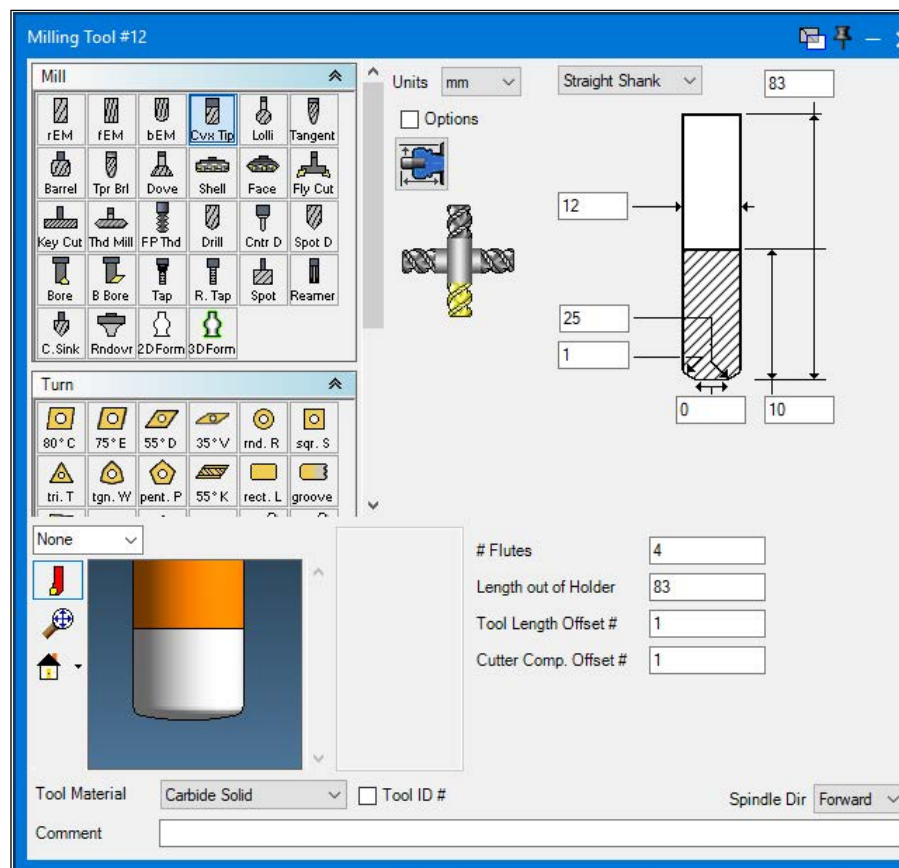 Milling Tool #12
Mill
rEM fEM bEM Cvx Tip Lolli Tangent
Barrel Tpr Brl Dove Shell Face Fly Cut
Key Cut Thd Mill FP Thd Drill Cntr D Spot D
Bore B Bore Tap R. Tap Spot Reamer
C.Sink Rndovr 2DForm 3DForm
Turn
80°C 75°E 55°D 35°V rnd. R sqr. S
tri. T tgn. W pent. P 55°K rect. L groove
Units mm
Options
Straight Shank
83
12
25
1
0
10
None
# Flutes 4
Length out of Holder 83
Tool Length Offset # 1
Cutter Comp. Offset # 1
Tool Material Carbide Solid Tool ID # Spindle Dir Forward
Comment